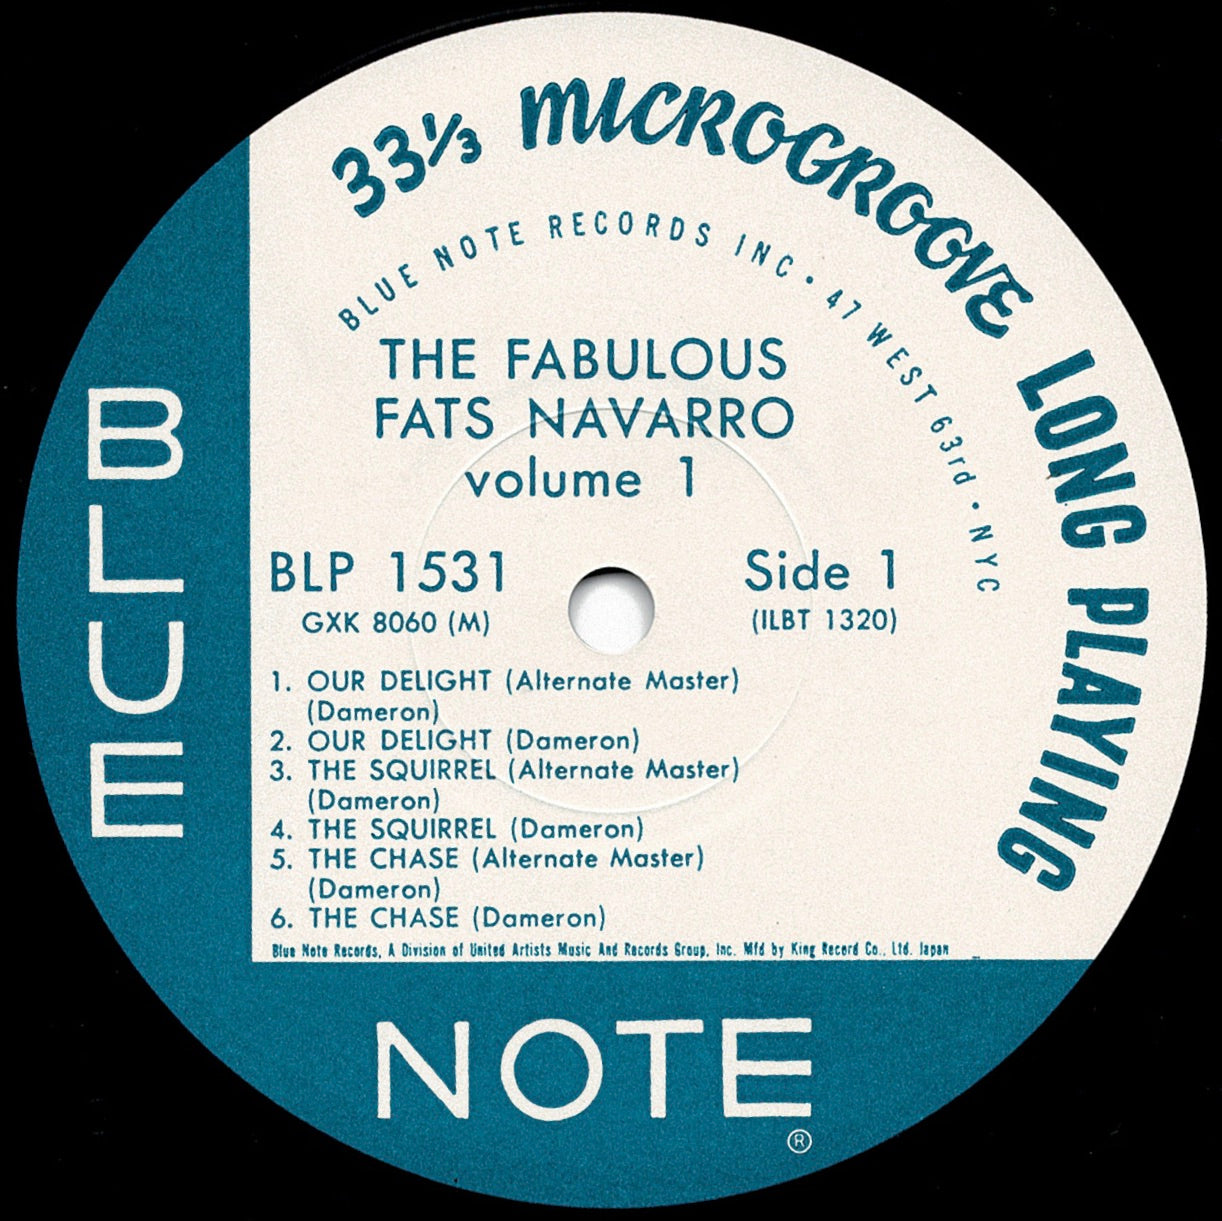 33⅓ MICROGROOVE LONG PLAYING
BLUE NOTE RECORDS INC • 47 WEST 63rd • NYC
THE FABULOUS
FATS NAVARRO
volume 1
BLP 1531
Side 1
GXK 8060 (M)
(ILBT 1320)
1. OUR DELIGHT (Alternate Master)
(Dameron)
2. OUR DELIGHT (Dameron)
3. THE SQUIRREL (Alternate Master)
(Dameron)
4. THE SQUIRREL (Dameron)
5. THE CHASE (Alternate Master)
(Dameron)
6. THE CHASE (Dameron)
Blue Note Records, A Division of United Artists Music And Records Group, Inc. Mfd by King Record Co., Ltd. Japan
BLUE
NOTE
®